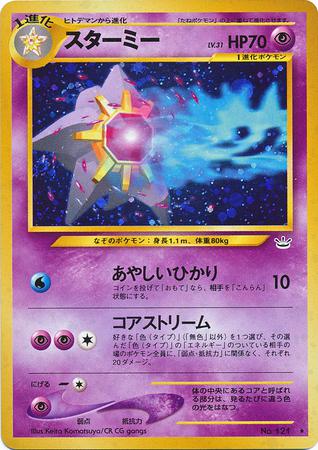 1進化
ヒトデマンから進化
スターミー
LV.31 HP70
1進化ポケモン
なぞのポケモン：身長1.1m、体重80kg
あやしいひかり
10
コインを投げて「おもて」なら、相手を「こんらん」
状態にする。
コアストリーム
好きな「色（タイプ）」（「無色」以外）を1つ選び、その選
んだ「色（タイプ）」の「エネルギー」のついている相手の
場のポケモン全員に、「弱点・抵抗力」に関係なく、それぞれ
20ダメージ。
にげる
弱点
抵抗力
体の中央にあるコアと呼ばれる
部分は、見るたびに違う色
の光をはなつ。
Illus Keita Komatsuya/CR CG gangs
No. 121